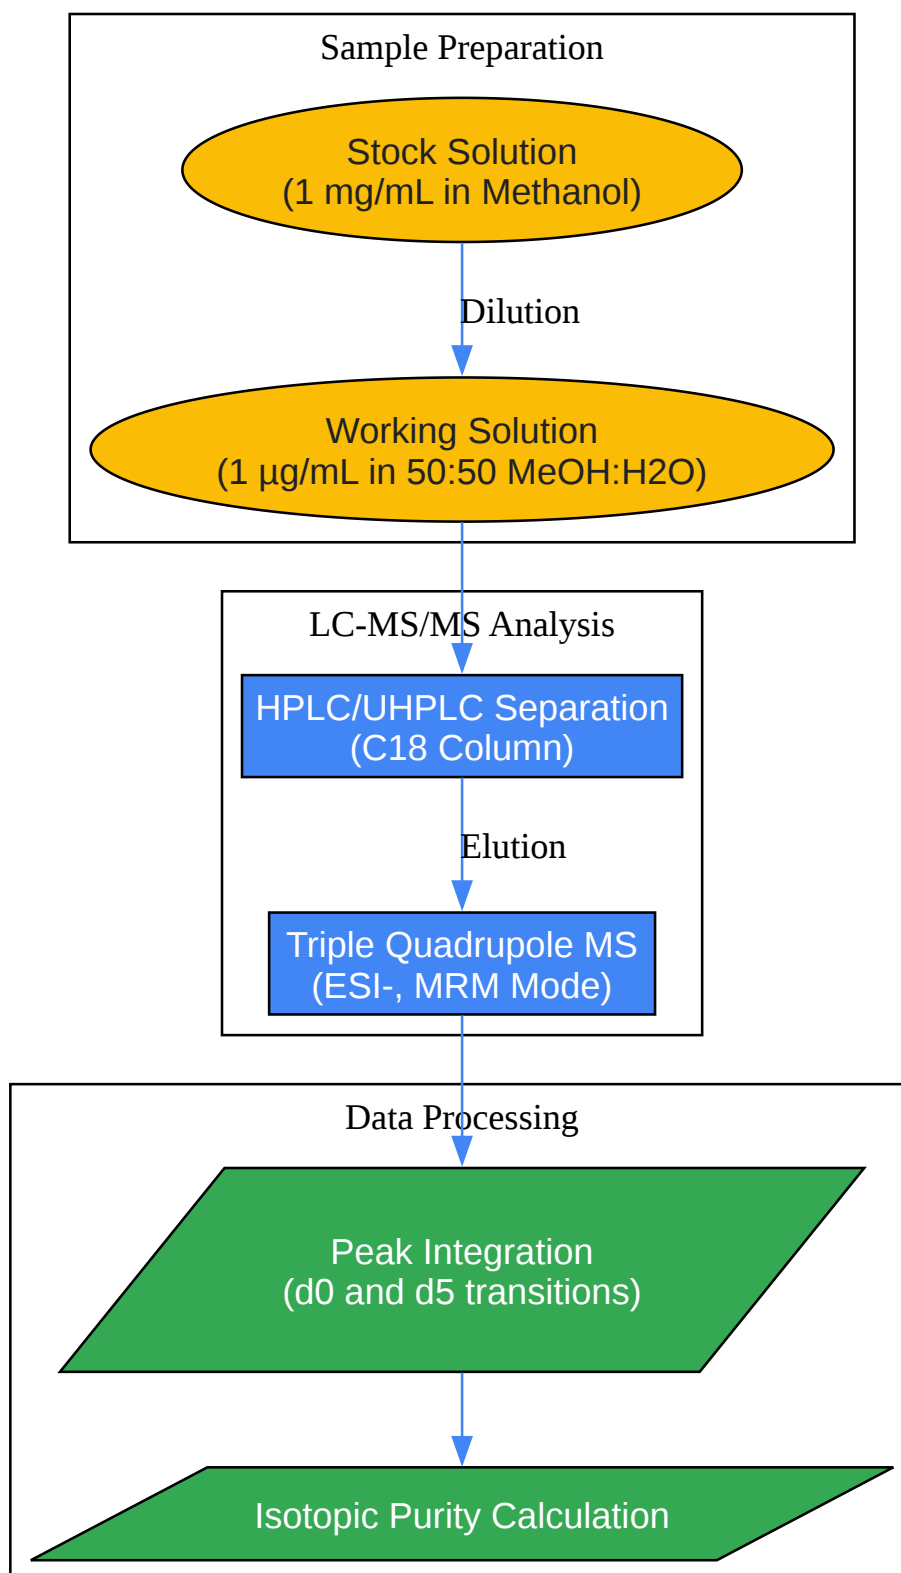 Sample Preparation
Stock Solution
(1 mg/mL in Methanol)
Dilution
Working Solution
(1 µg/mL in 50:50 MeOH:H2O)
LC-MS/MS Analysis
HPLC/UHPLC Separation
(C18 Column)
Elution
Triple Quadrupole MS
(ESI-, MRM Mode)
Data Processing
Peak Integration
(d0 and d5 transitions)
Isotopic Purity Calculation